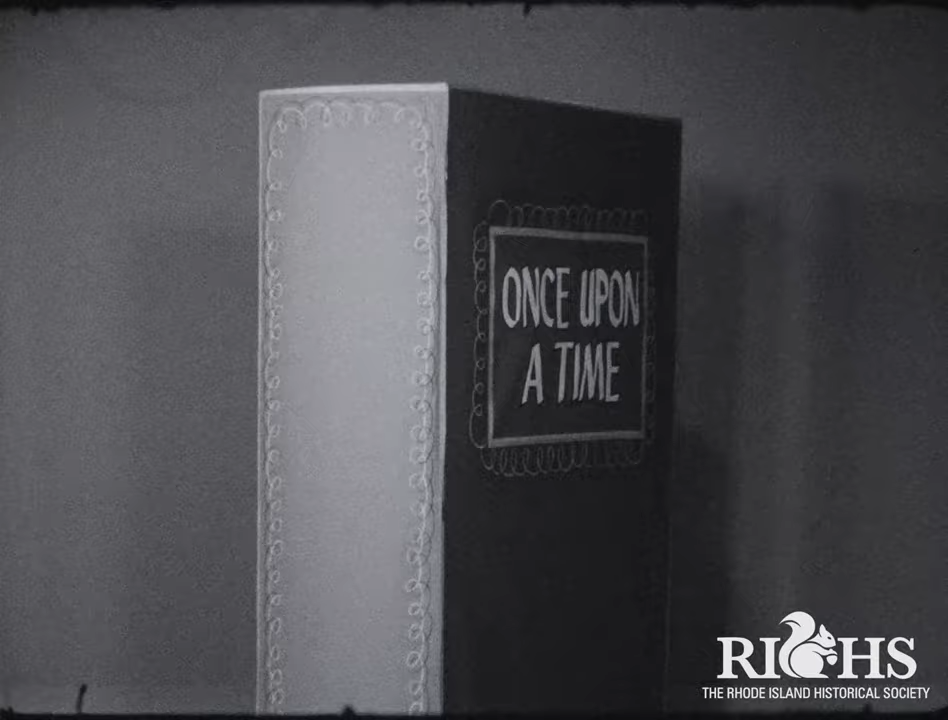 ONCE UPON
A TIME
RIHS
THE RHODE ISLAND HISTORICAL SOCIETY